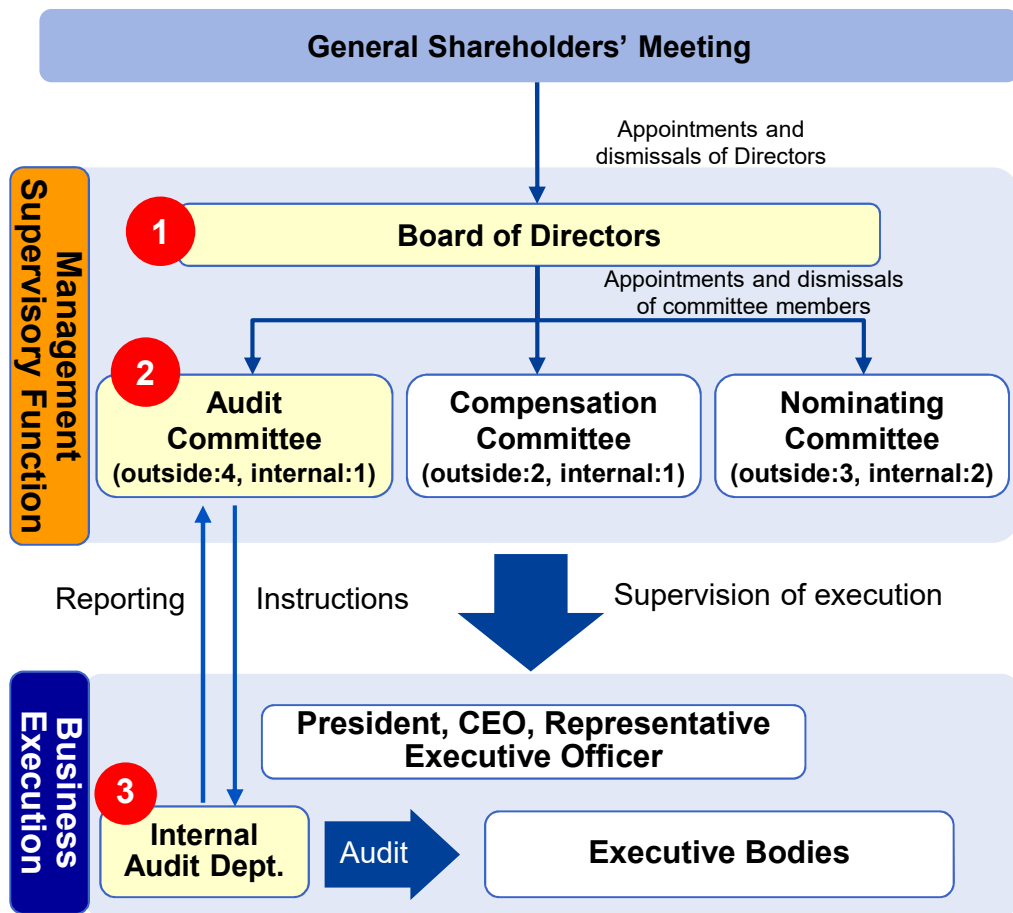 General Shareholders’ Meeting
Appointments and
dismissals of Directors
Management
Supervisory Function
1
Board of Directors
Appointments and dismissals
of committee members
2
Audit
Committee
(outside:4, internal:1)
Compensation
Committee
(outside:2, internal:1)
Nominating
Committee
(outside:3, internal:2)
Reporting
Instructions
Supervision of execution
Business
Execution
President, CEO, Representative
Executive Officer
3
Internal
Audit Dept.
Audit
Executive Bodies